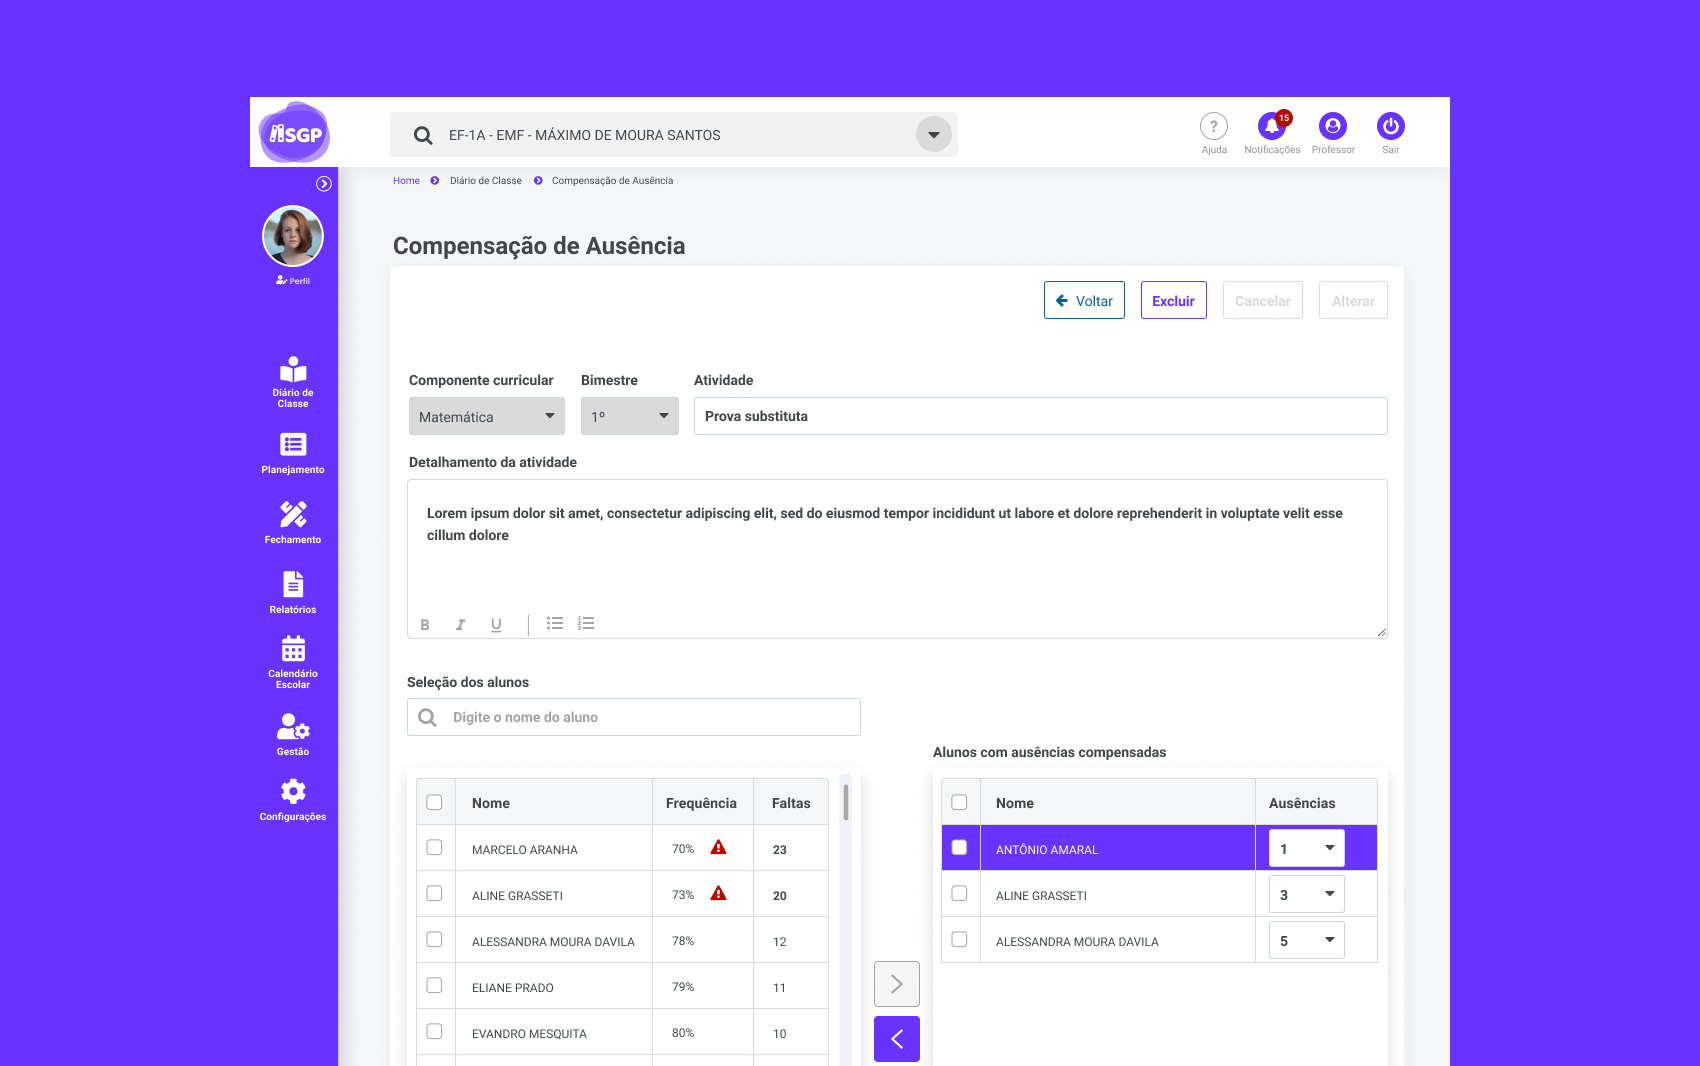 SGP
EF-1A - EMF - MÁXIMO DE MOURA SANTOS
?
Ajuda
15
Notificações
Professor
Sair
Home
Diário de Classe
Compensação de Ausência
Perfil
Diário de
Classe
Planejamento
Fechamento
Relatórios
Calendário
Escolar
Gestão
Configurações
Compensação de Ausência
Voltar
Excluir
Cancelar
Alterar
Componente curricular
Bimestre
Atividade
Matemática
1º
Prova substituta
Detalhamento da atividade
Lorem ipsum dolor sit amet, consectetur adipiscing elit, sed do eiusmod tempor incididunt ut labore et dolore reprehenderit in voluptate velit esse
cillum dolore
B I U
Seleção dos alunos
Digite o nome do aluno
Nome Frequência Faltas
MARCELO ARANHA 70% 23
ALINE GRASSETI 73% 20
ALESSANDRA MOURA DAVILA 78% 12
ELIANE PRADO 79% 11
EVANDRO MESQUITA 80% 10
Alunos com ausências compensadas
Nome Ausências
ANTÔNIO AMARAL 1
ALINE GRASSETI 3
ALESSANDRA MOURA DAVILA 5